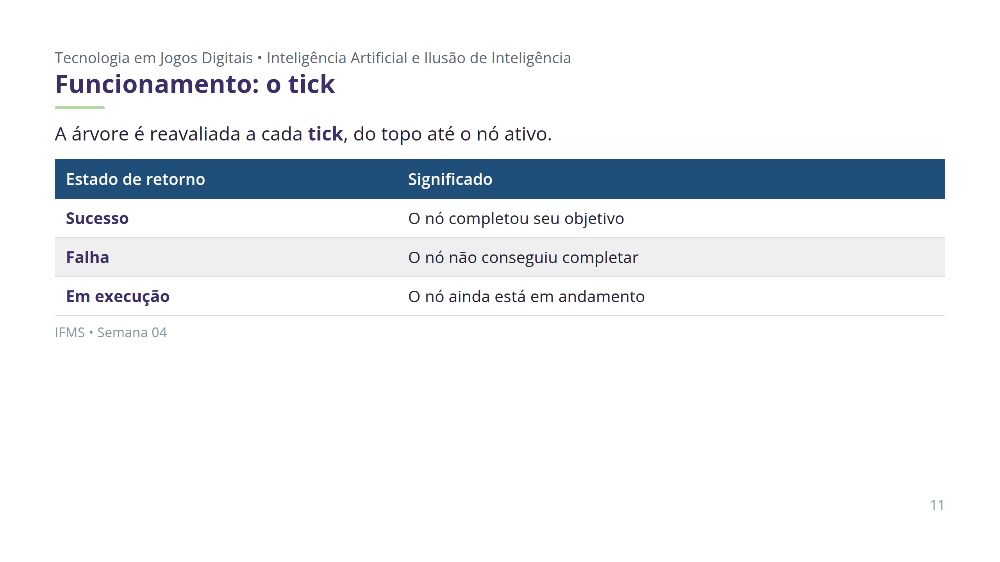 Tecnologia em Jogos Digitais • Inteligência Artificial e Ilusão de Inteligência
Funcionamento: o tick
A árvore é reavaliada a cada tick, do topo até o nó ativo.
Estado de retorno Significado
Sucesso O nó completou seu objetivo
Falha O nó não conseguiu completar
Em execução O nó ainda está em andamento
IFMS • Semana 04
11